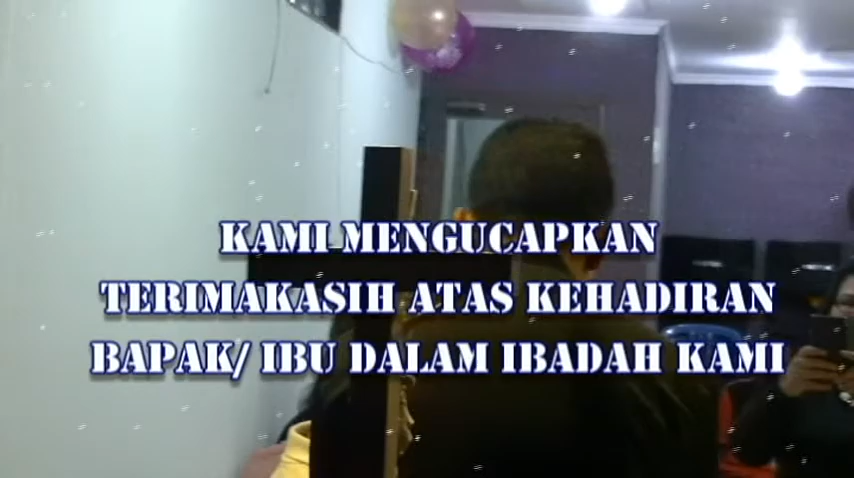 KAMI MENGUCAPKAN
TERIMAKASIH ATAS KEHADIRAN
BAPAK/ IBU DALAM IBADAH KAMI